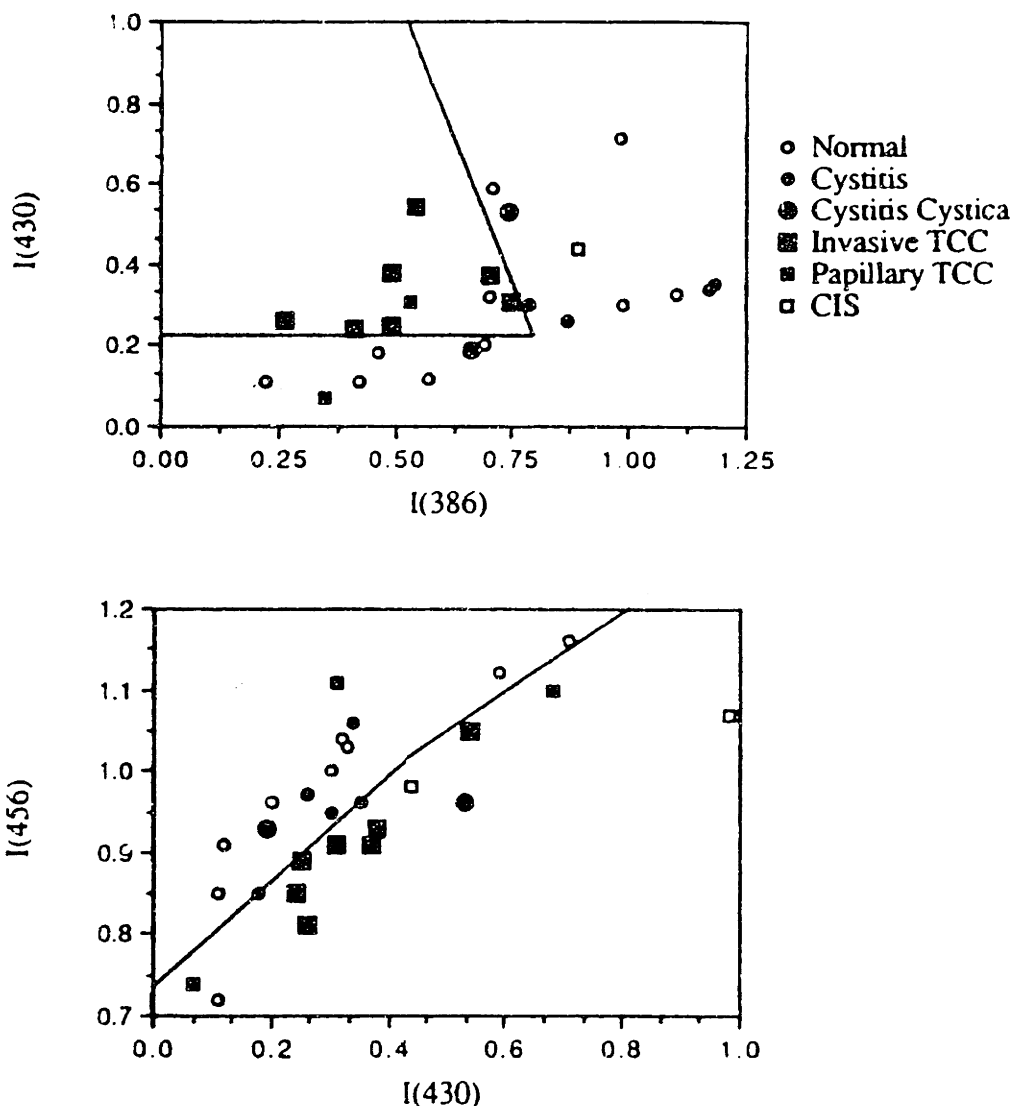 1.0
0.8
0.6
0.4
0.2
0.0
I(430)
0.00 0.25 0.50 0.75 1.00 1.25
I(386)
Normal
Cystitis
Cystitis Cystica
Invasive TCC
Papillary TCC
CIS
1.2
1.1
1.0
0.9
0.8
0.7
I(456)
0.0 0.2 0.4 0.6 0.8 1.0
I(430)